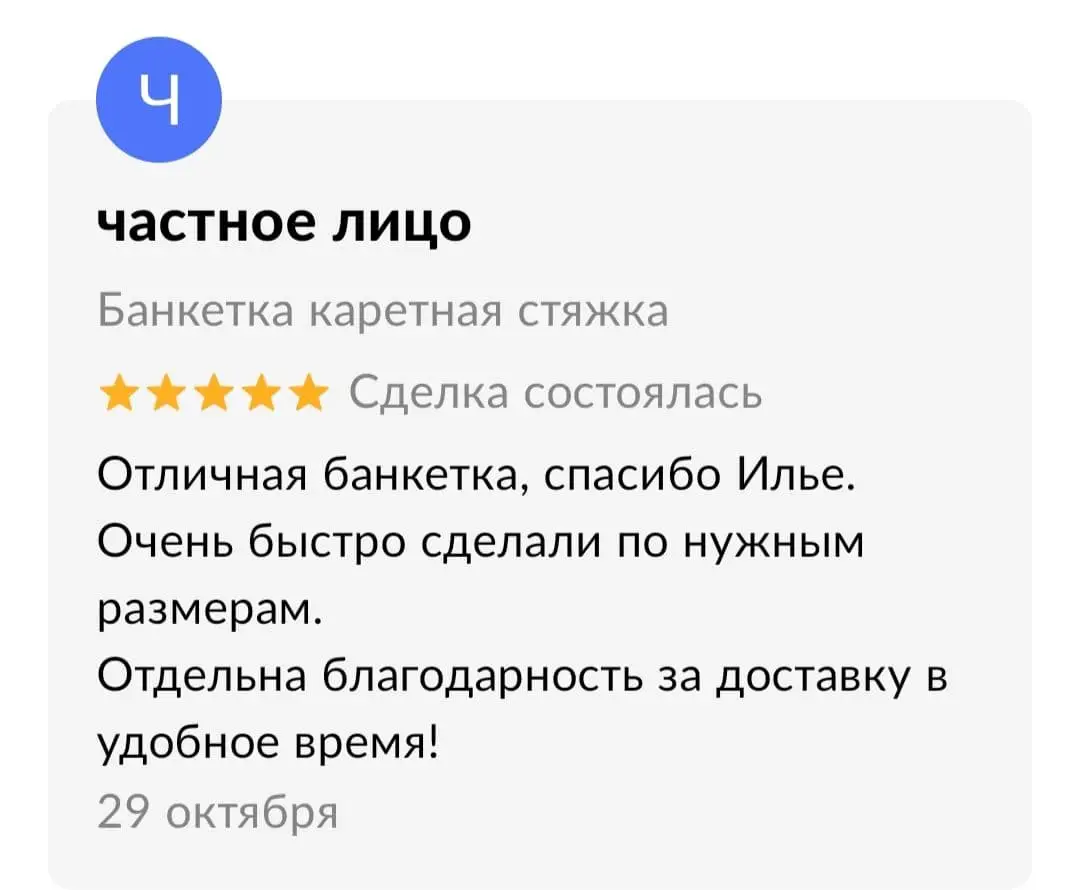 Ч
частное лицо
Банкетка каретная стяжка
Сделка состоялась
Отличная банкетка, спасибо Илье.
Очень быстро сделали по нужным
размерам.
Отдельна благодарность за доставку в
удобное время!
29 октября